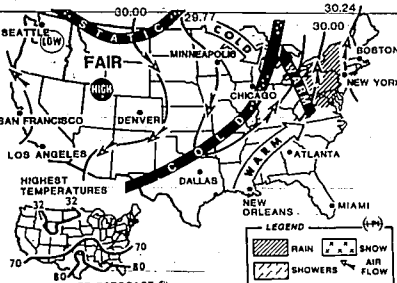 30.00
29.77
30.24
30.00
SEATTLE
LOW
STATIC
COLD
FAIR
HIGH
MINNEAPOLIS
WARM
BOSTON
NEW YORK
CHICAGO
SAN FRANCISCO
DENVER
LOS ANGELES
COLD
WARM
ATLANTA
DALLAS
NEW
ORLEANS
MIAMI
HIGHEST
TEMPERATURES
32
32
70
70
80
80
LEGEND
RAIN
SNOW
SHOWERS
AIR
FLOW